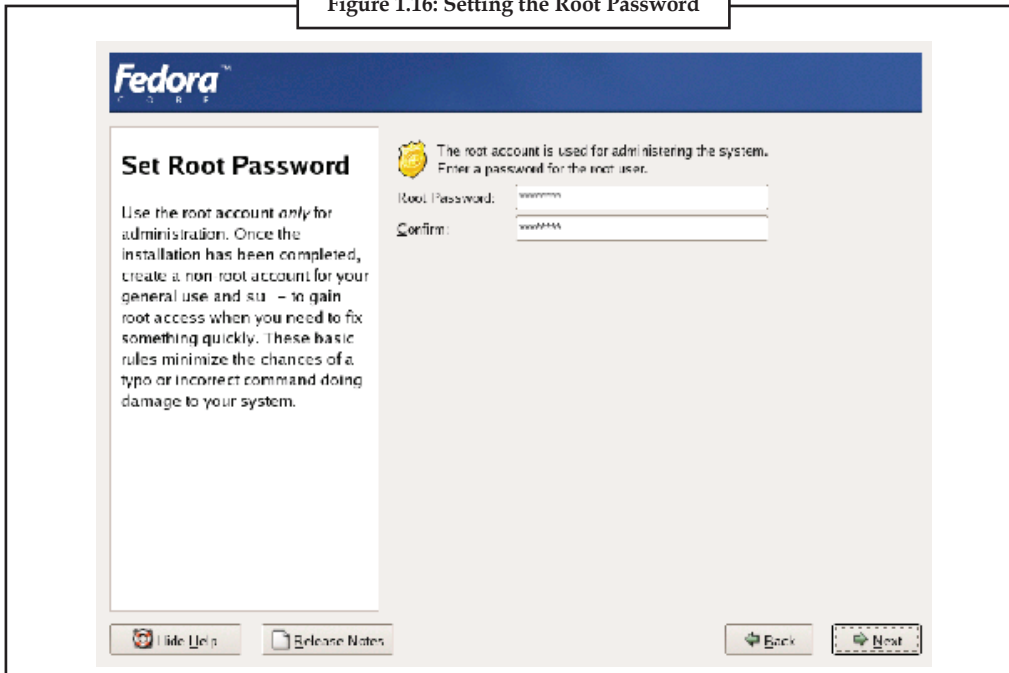 Figure 1.16: Setting the Root Password
Fedora™
CORE
Set Root Password
Use the root account only for
administration. Once the
installation has been completed,
create a non-root account for your
general use and su - to gain
root access when you need to fix
something quickly. These basic
rules minimize the chances of a
typo or incorrect command doing
damage to your system.
The root account is used for administering the system.
Enter a password for the root user.
Root Password: ********
Confirm: ********
Hide Help
Release Notes
Back
Next